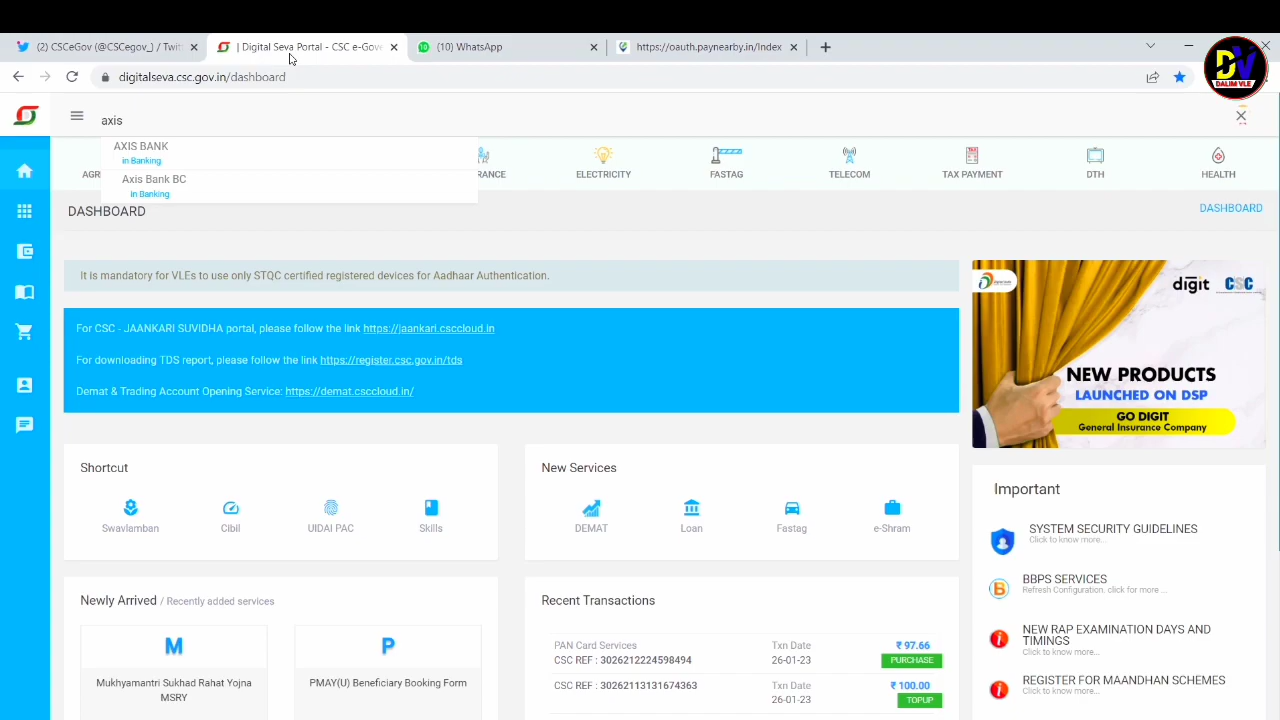 (2) CSCeGov (@CSCegov_) / Twitt
| Digital Seva Portal - CSC e-Gove
(10) WhatsApp
https://oauth.paynearby.in/Index
DV
DALIM VLE
digitalseva.csc.gov.in/dashboard
axis
AXIS BANK
in Banking
Axis Bank BC
in Banking
AGR
RANCE
ELECTRICITY
FASTAG
TELECOM
TAX PAYMENT
DTH
HEALTH
DASHBOARD
DASHBOARD
It is mandatory for VLEs to use only STQC certified registered devices for Aadhaar Authentication.
For CSC - JAANKARI SUVIDHA portal, please follow the link https://jaankari.csccloud.in
For downloading TDS report, please follow the link https://register.csc.gov.in/tds
Demat & Trading Account Opening Service: https://demat.csccloud.in/
digit
CSC
NEW PRODUCTS
LAUNCHED ON DSP
GO DIGIT
General Insurance Company
Shortcut
Swavlamban
Cibil
UIDAI PAC
Skills
New Services
DEMAT
Loan
Fastag
e-Shram
Important
SYSTEM SECURITY GUIDELINES
Click to know more...
BBPS SERVICES
Refresh Configuration. click for more ...
NEW RAP EXAMINATION DAYS AND
TIMINGS
Click to know more...
REGISTER FOR MAANDHAN SCHEMES
Click to know more...
Newly Arrived / Recently added services
M
Mukhyamantri Sukhad Rahat Yojna
MSRY
P
PMAY(U) Beneficiary Booking Form
Recent Transactions
PAN Card Services
Txn Date
₹ 97.66
CSC REF : 3026212224598494
26-01-23
PURCHASE
CSC REF : 30262113131674363
Txn Date
₹ 100.00
26-01-23
TOPUP